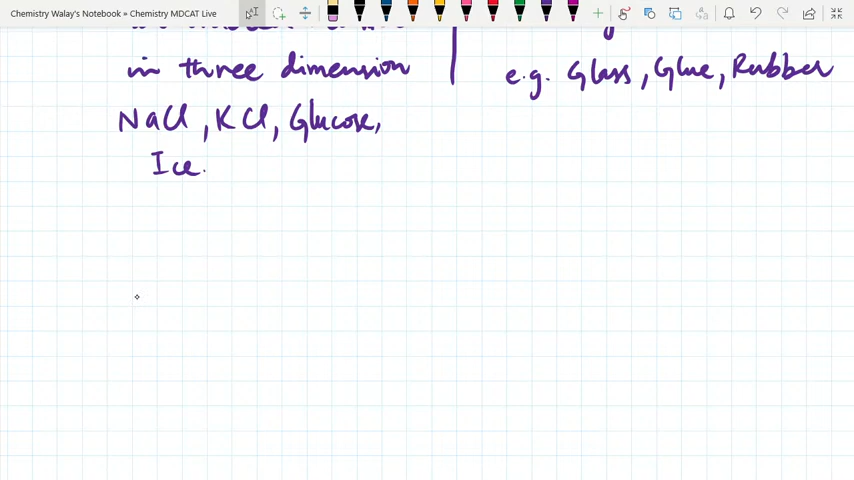 Chemistry Walay's Notebook » Chemistry MDCAT Live
in three dimension
NaCl, KCl, Glucose,
Ice.
e.g. Glass, Glue, Rubber